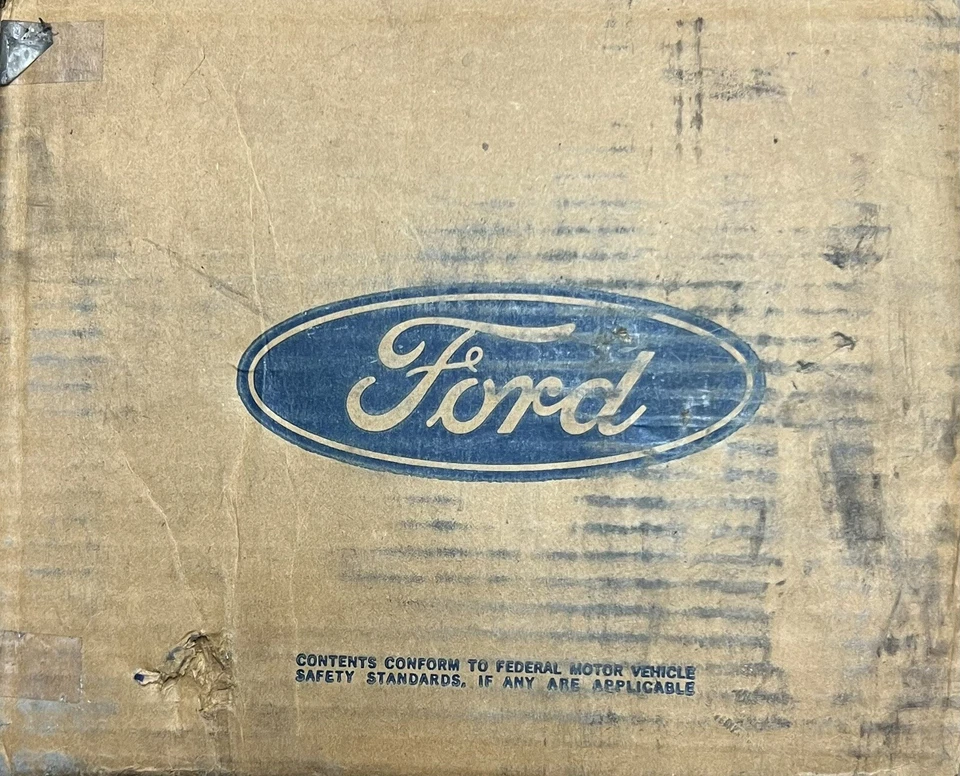 Ford
CONTENTS CONFORM TO FEDERAL MOTOR VEHICLE
SAFETY STANDARDS, IF ANY ARE APPLICABLE